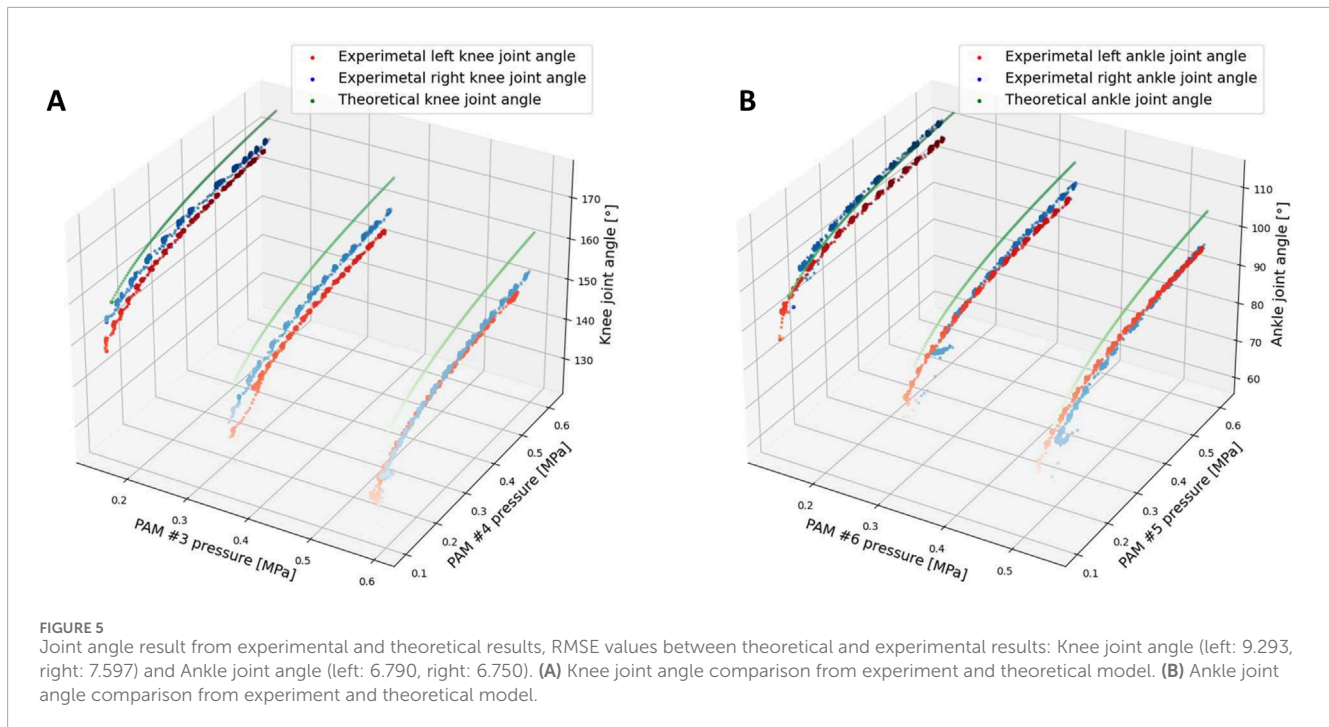 A
Experimetal left knee joint angle
Experimetal right knee joint angle
Theoretical knee joint angle
170
160
150
140
130
Knee joint angle [°]
0.2
0.3
0.4
0.5
0.6
PAM #3 pressure [MPa]
0.1
0.2
0.3
0.4
0.5
0.6
PAM #4 pressure [MPa]
B
Experimetal left ankle joint angle
Experimetal right ankle joint angle
Theoretical ankle joint angle
110
100
90
80
70
60
Ankle joint angle [°]
0.2
0.3
0.4
0.5
PAM #6 pressure [MPa]
0.1
0.2
0.3
0.4
0.5
0.6
PAM #5 pressure [MPa]
FIGURE 5
Joint angle result from experimental and theoretical results, RMSE values between theoretical and experimental results: Knee joint angle (left: 9.293,
right: 7.597) and Ankle joint angle (left: 6.790, right: 6.750). (A) Knee joint angle comparison from experiment and theoretical model. (B) Ankle joint
angle comparison from experiment and theoretical model.